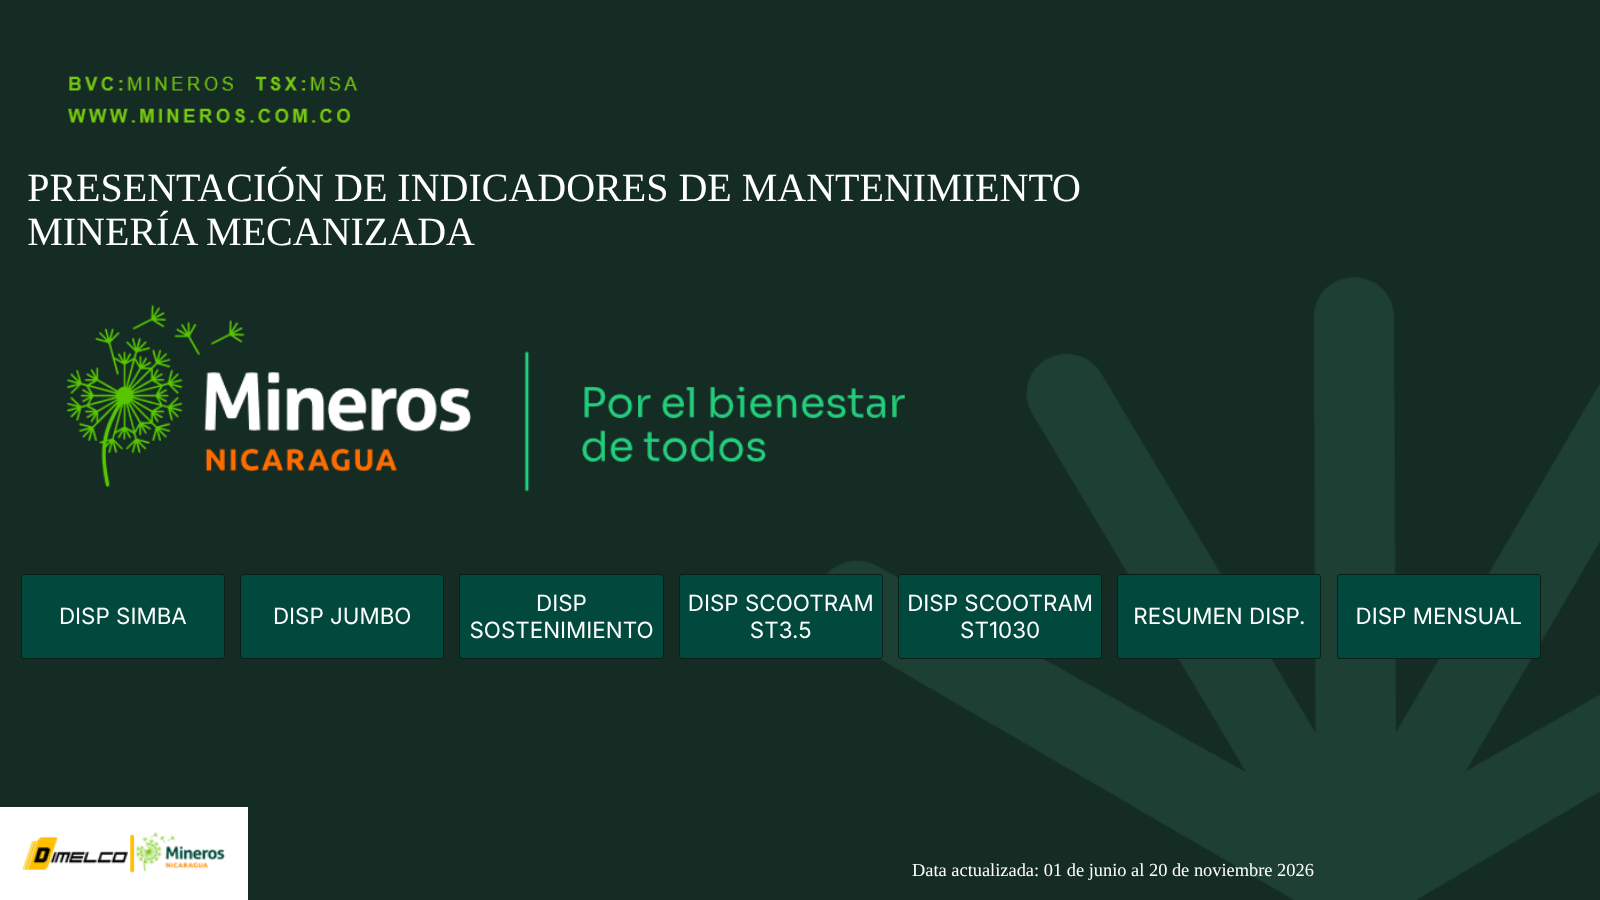 BVC:MINEROS TSX:MSA
WWW.MINEROS.COM.CO
PRESENTACIÓN DE INDICADORES DE MANTENIMIENTO
MINERÍA MECANIZADA
Mineros
NICARAGUA
Por el bienestar
de todos
DISP SIMBA
DISP JUMBO
DISP
SOSTENIMIENTO
DISP SCOOTRAM
ST3.5
DISP SCOOTRAM
ST1030
RESUMEN DISP.
DISP MENSUAL
DIMELCO
Mineros
NICARAGUA
Data actualizada: 01 de junio al 20 de noviembre 2026